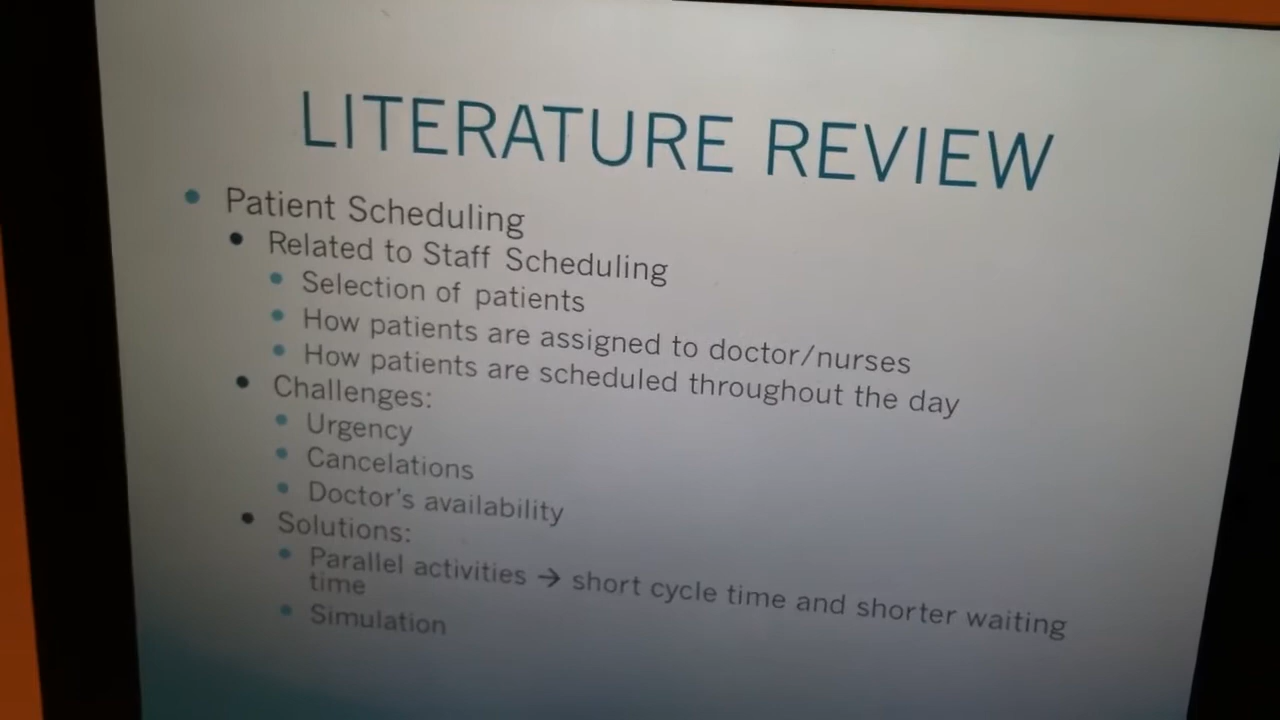 LITERATURE REVIEW
Patient Scheduling
Related to Staff Scheduling
Selection of patients
How patients are assigned to doctor/nurses
How patients are scheduled throughout the day
Challenges:
Urgency
Cancelations
Doctor's availability
Solutions:
Parallel activities → short cycle time and shorter waiting
time
Simulation